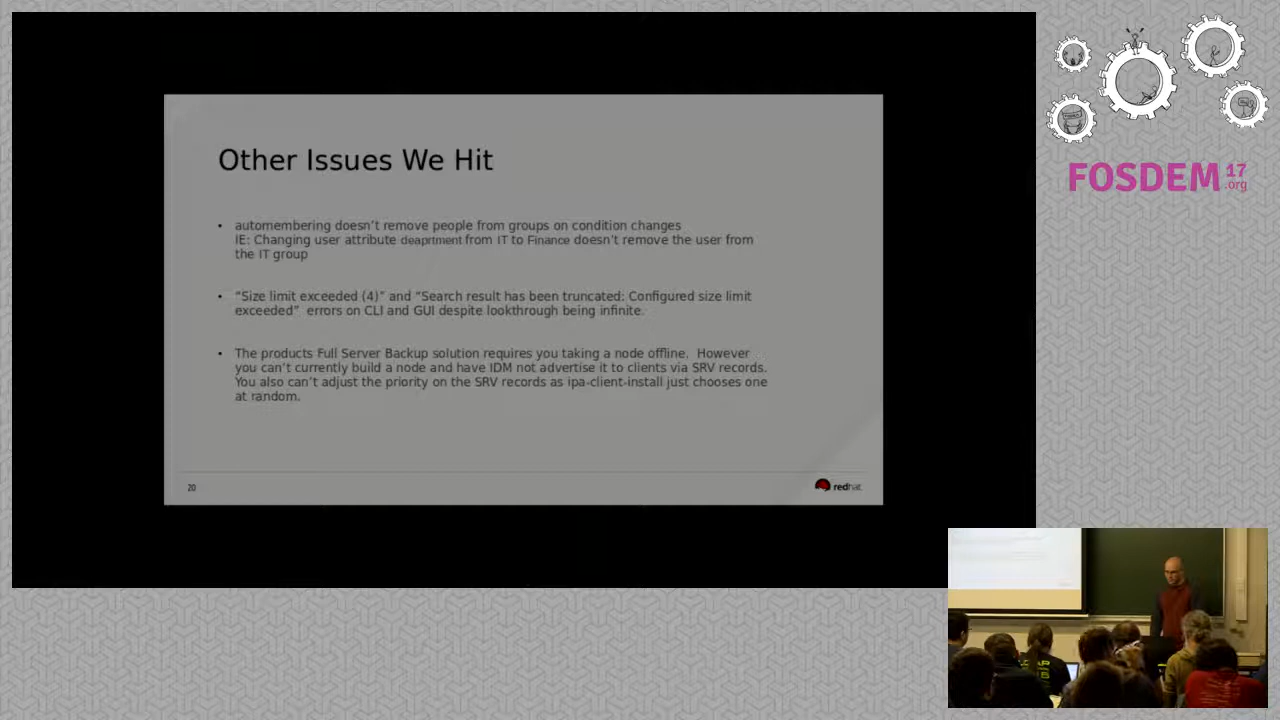 Other Issues We Hit
• automembering doesn’t remove people from groups on condition changes
IE: Changing user attribute deaprtment from IT to Finance doesn’t remove the user from
the IT group
• “Size limit exceeded (4)” and “Search result has been truncated: Configured size limit
exceeded” errors on CLI and GUI despite lookthrough being infinite.
• The products Full Server Backup solution requires you taking a node offline. However
you can’t currently build a node and have IDM not advertise it to clients via SRV records.
You also can’t adjust the priority on the SRV records as ipa-client-install just chooses one
at random.
20
redhat.
FOSDEM 17
.org